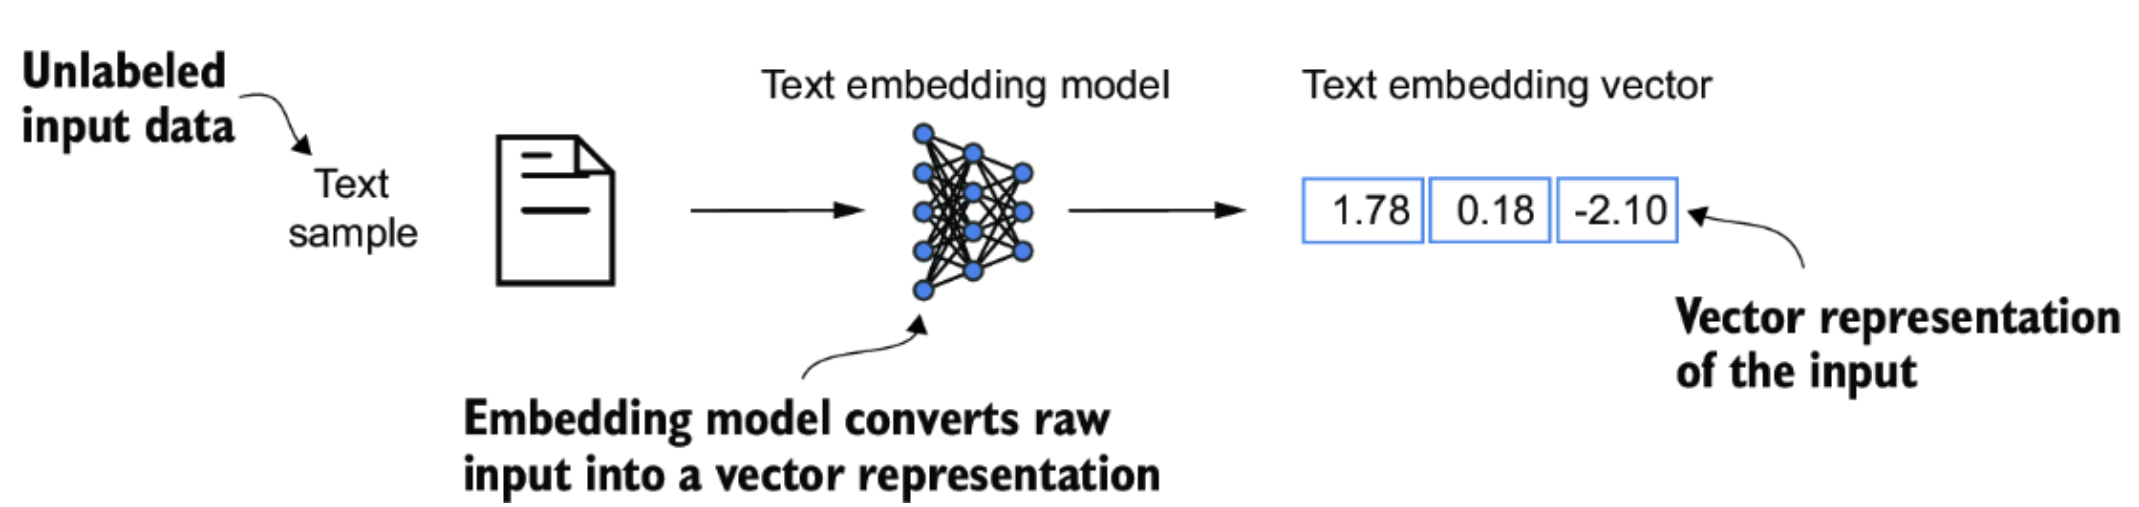 Unlabeled
input data
Text
sample
Text embedding model
Text embedding vector
1.78 0.18 -2.10
Embedding model converts raw
input into a vector representation
Vector representation
of the input